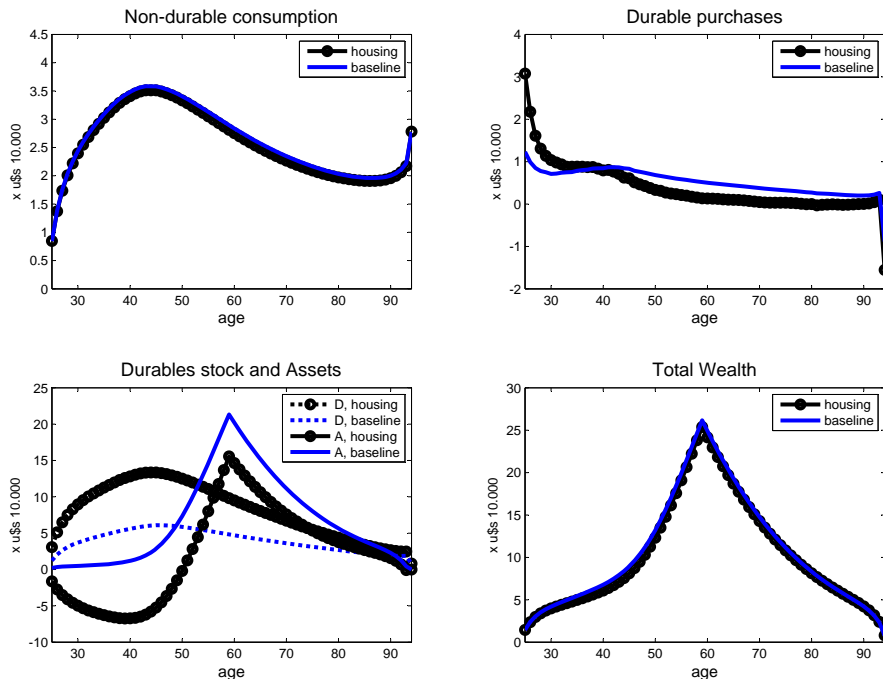 Non-durable consumption
4.5
4
3.5
3
2.5
2
1.5
1
0.5
0
30 40 50 60 70 80 90
age
x u$s 10.000
housing
baseline
Durable purchases
4
3
2
1
0
-1
-2
30 40 50 60 70 80 90
age
x u$s 10.000
housing
baseline
Durables stock and Assets
25
20
15
10
5
0
-5
-10
30 40 50 60 70 80 90
age
x u$s 10.000
D, housing
D, baseline
A, housing
A, baseline
Total Wealth
30
25
20
15
10
5
0
30 40 50 60 70 80 90
age
x u$s 10.000
housing
baseline